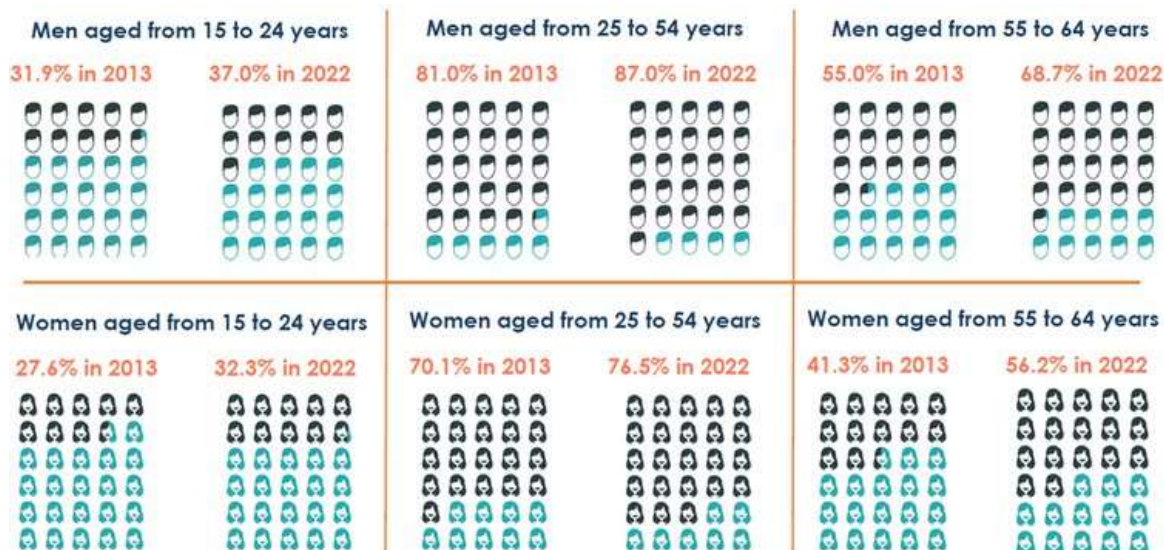 Men aged from 15 to 24 years
31.9% in 2013
37.0% in 2022
Men aged from 25 to 54 years
81.0% in 2013
87.0% in 2022
Men aged from 55 to 64 years
55.0% in 2013
68.7% in 2022
Women aged from 15 to 24 years
27.6% in 2013
32.3% in 2022
Women aged from 25 to 54 years
70.1% in 2013
76.5% in 2022
Women aged from 55 to 64 years
41.3% in 2013
56.2% in 2022